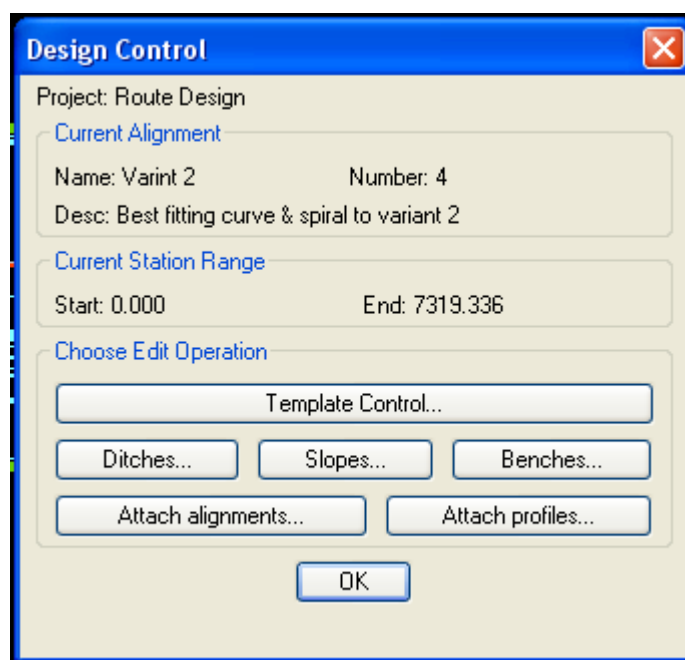 Design Control
Project: Route Design
Current Alignment
Name: Varint 2 Number: 4
Desc: Best fitting curve & spiral to variant 2
Current Station Range
Start: 0.000 End: 7319.336
Choose Edit Operation
Template Control...
Ditches... Slopes... Benches...
Attach alignments... Attach profiles...
OK